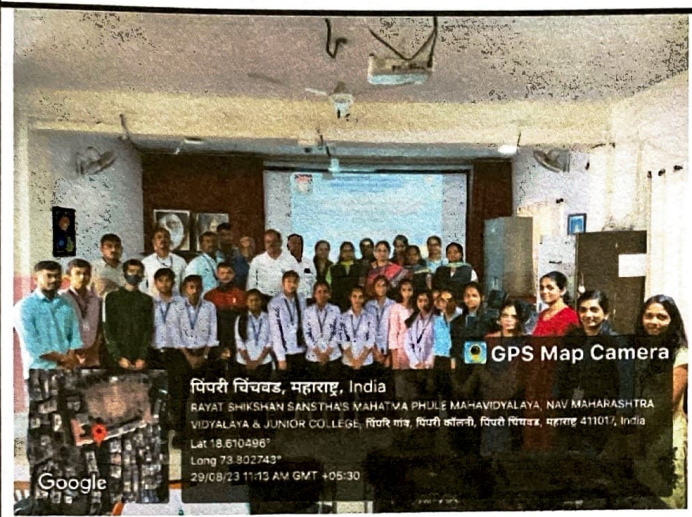 GPS Map Camera
पिंपरी चिंचवड, महाराष्ट्र, India
RAYAT SHIKSHAN SANSTHA'S MAHATMA PHULE MAHAVIDYALAYA, NAV MAHARASHTRA
VIDYALAYA & JUNIOR COLLEGE, पिंपरि गांव, पिंपरी कॉलनी, पिंपरी चिंचवड, महाराष्ट्र 411017, India
Lat 18.610496°
Long 73.802743°
29/08/23 11:13 AM GMT +05:30
Google